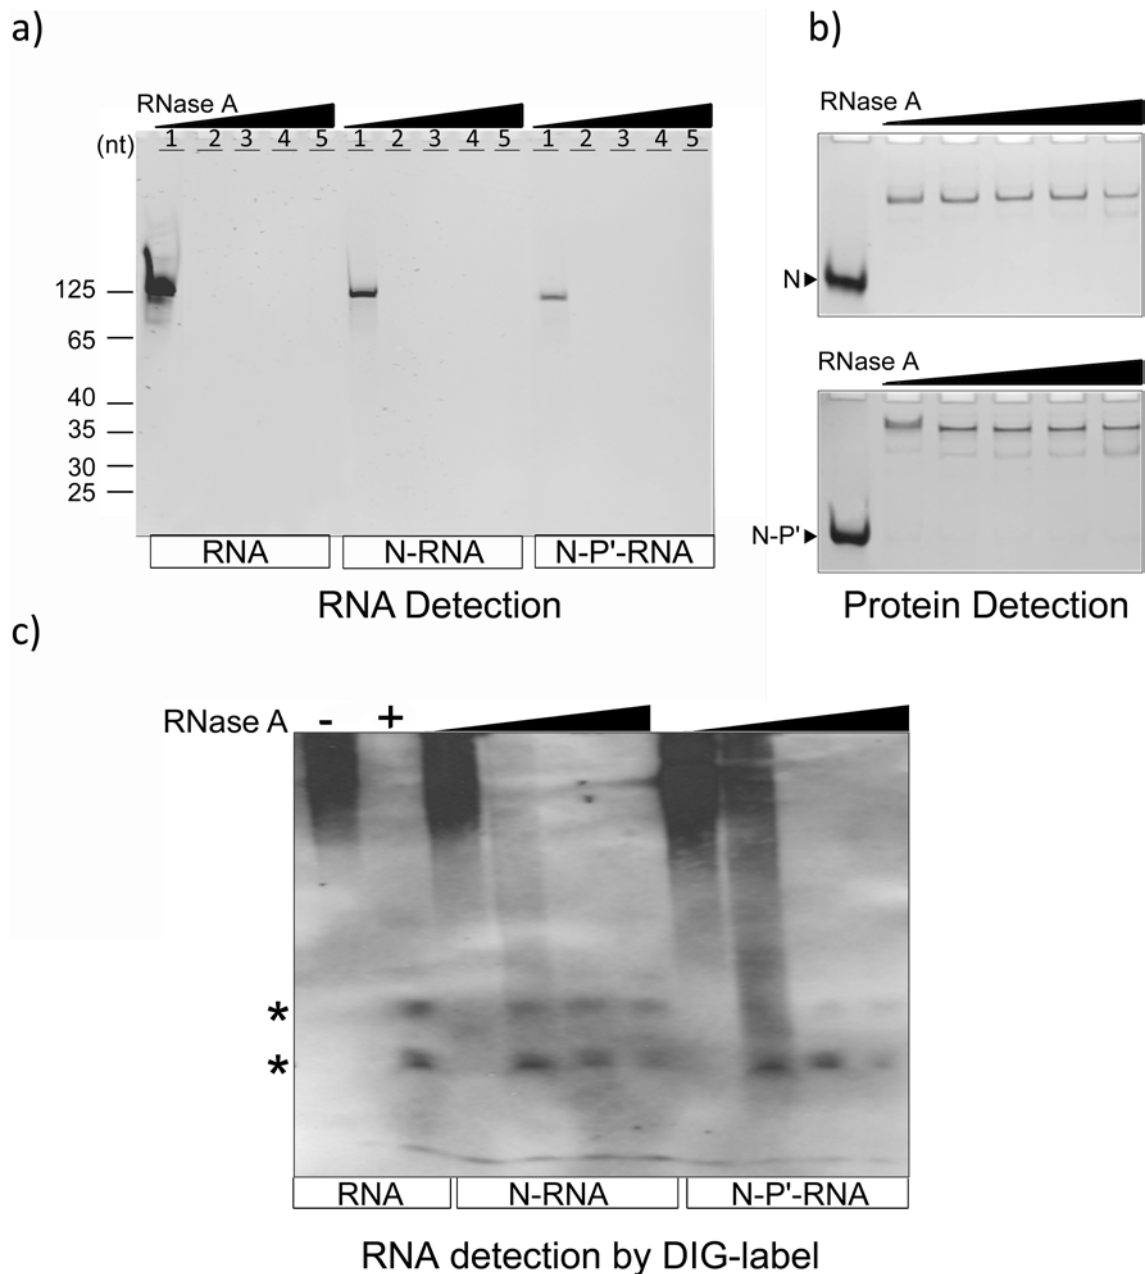 a)
RNase A
(nt) 1 2 3 4 5 1 2 3 4 5 1 2 3 4 5
125
65
40
35
30
25
RNA N-RNA N-P'-RNA
RNA Detection
b)
RNase A
N
RNase A
N-P'
Protein Detection
c)
RNase A - +
*
*
RNA N-RNA N-P'-RNA
RNA detection by DIG-label